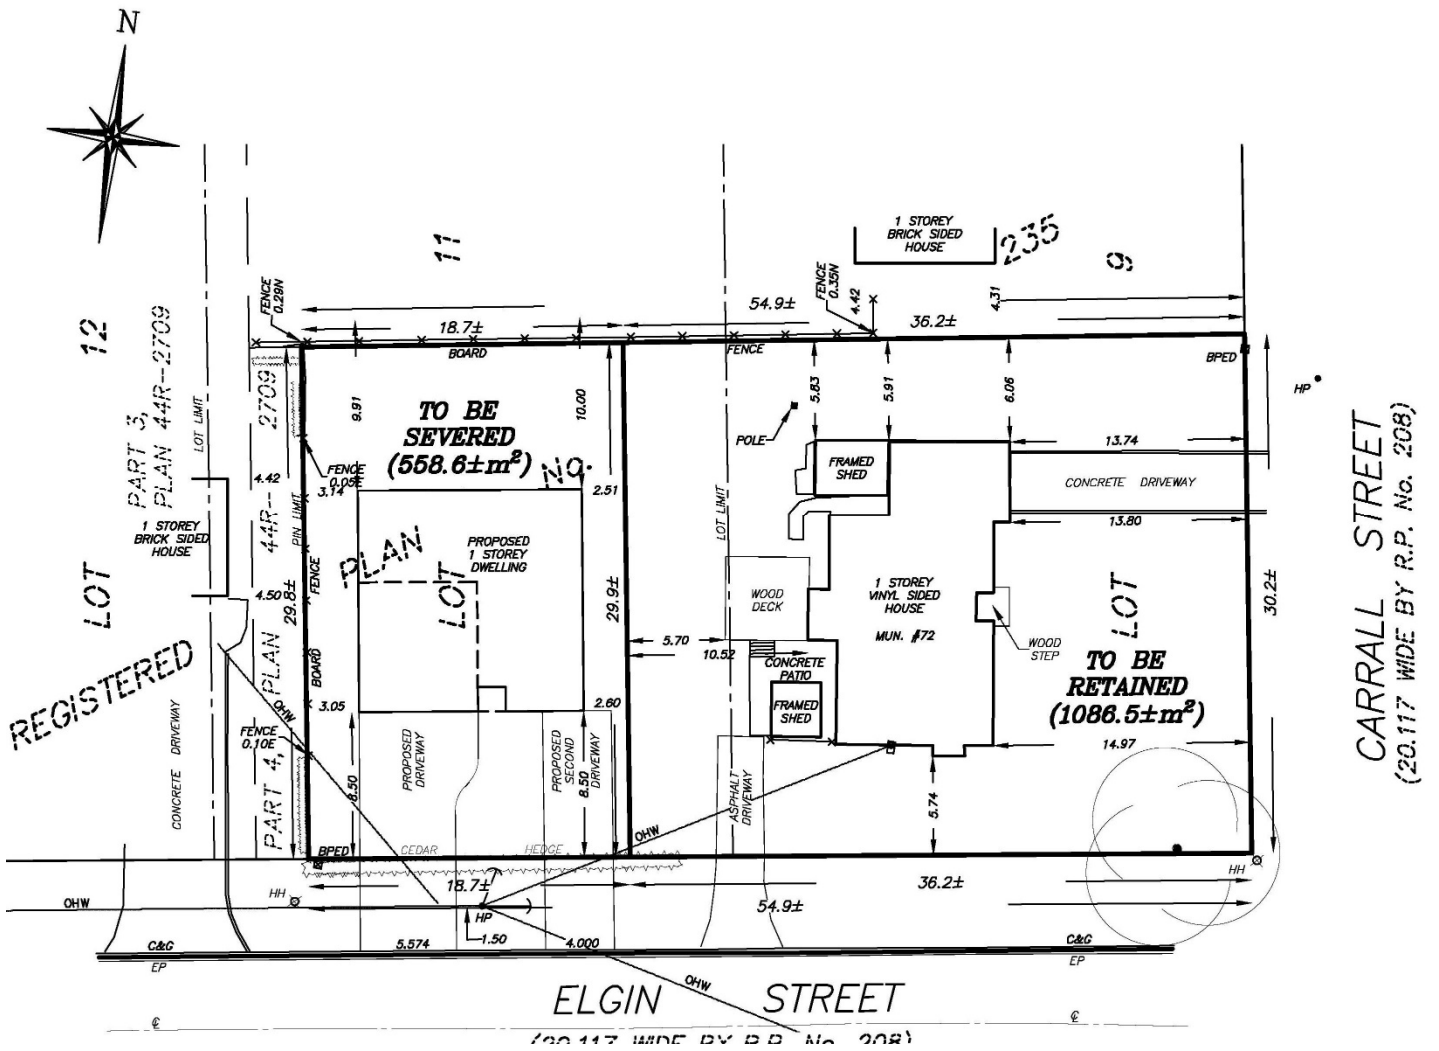 N
11
235
9
12
1 STOREY
BRICK SIDED
HOUSE
FENCE
0.29N
FENCE
0.35N
4.42
4.31
54.9±
18.7±
36.2±
BOARD
FENCE
BPED
HP
PART 3,
PLAN 44R-2709
LOT LIMIT
44R-- 2709
9.91
10.00
5.83
5.91
6.06
TO BE
SEVERED
(558.6±m²)
No.
POLE
13.74
FENCE
0.05E
4.42
3.14
2.51
FRAMED
SHED
CONCRETE DRIVEWAY
13.80
PIN LIMIT
LOT LIMIT
1 STOREY
BRICK SIDED
HOUSE
PLAN
PROPOSED
1 STOREY
DWELLING
LOT
LOT
LOT
FENCE
4.50
29.8±
29.9±
30.2±
WOOD
DECK
1 STOREY
VINYL SIDED
HOUSE
MUN. #72
WOOD
STEP
5.70
10.52
CONCRETE
PATIO
FRAMED
SHED
TO BE
RETAINED
(1086.5±m²)
REGISTERED
BOARD
PART 4, PLAN
OHW
3.05
2.60
FENCE
0.10E
CONCRETE DRIVEWAY
PROPOSED
DRIVEWAY
PROPOSED
SECOND
DRIVEWAY
8.50
8.50
ASPHALT
DRIVEWAY
14.97
5.74
OHW
BPED
CEDAR HEDGE
HH
HH
18.7±
36.2±
54.9±
OHW
HP
1.50
C&G
5.574
4.000
C&G
EP
EP
OHW
ELGIN STREET
(20.117 WIDE BY R.P. No. 208)
CARRALL STREET
(20.117 WIDE BY R.P. No. 208)